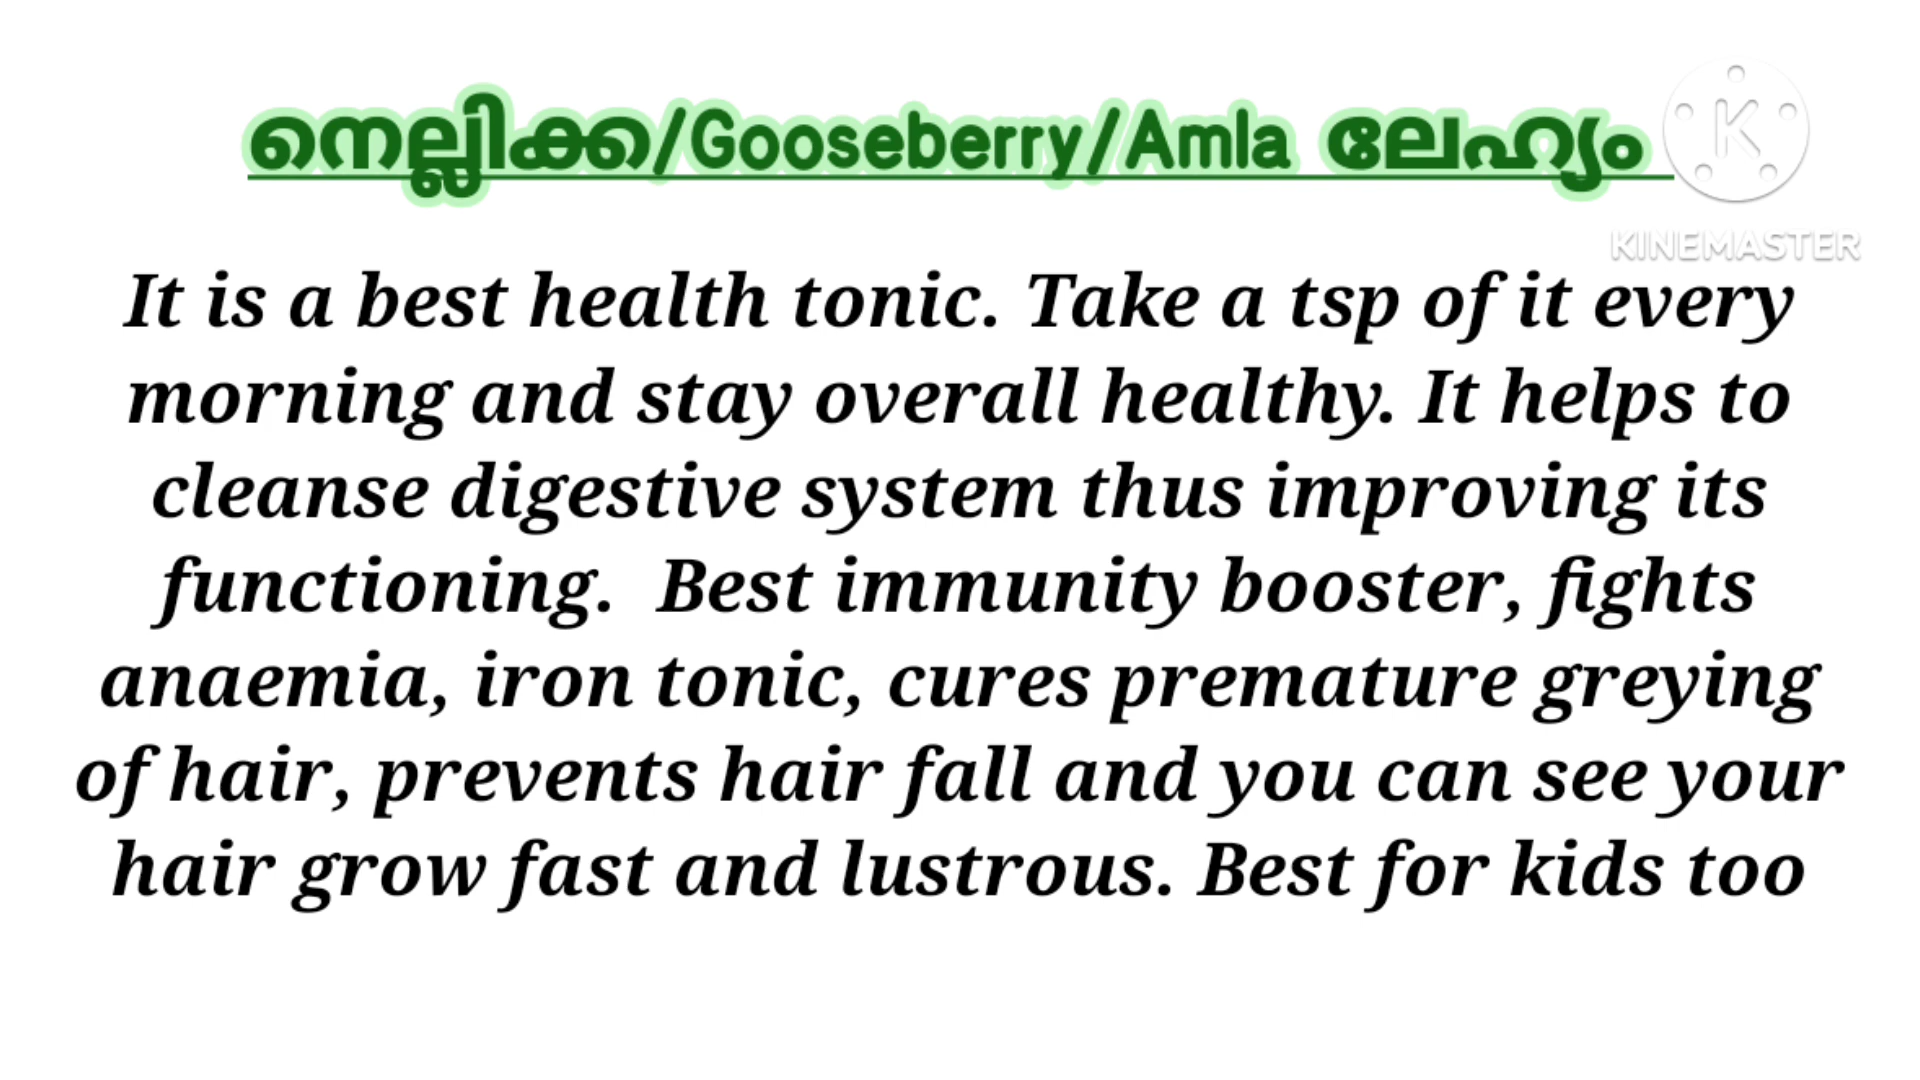 നെല്ലിക്ക/Gooseberry/Amla ലേഹ്യം
K
KINEMASTER
It is a best health tonic. Take a tsp of it every
morning and stay overall healthy. It helps to
cleanse digestive system thus improving its
functioning.  Best immunity booster, fights
anaemia, iron tonic, cures premature greying
of hair, prevents hair fall and you can see your
hair grow fast and lustrous. Best for kids too